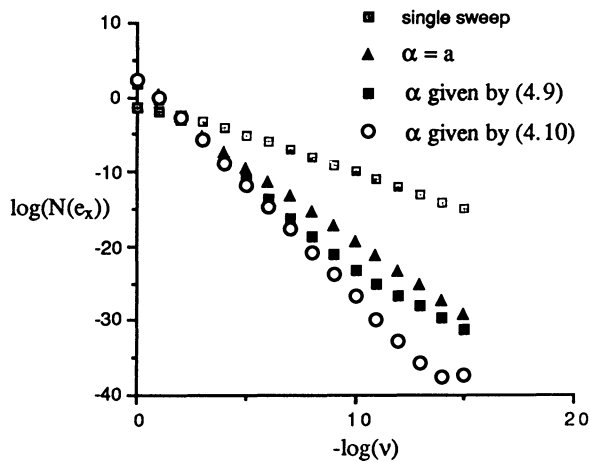 single sweep
α = a
α given by (4.9)
α given by (4.10)
10
0
-10
-20
-30
-40
log(N(eₓ))
0
10
20
-log(ν)